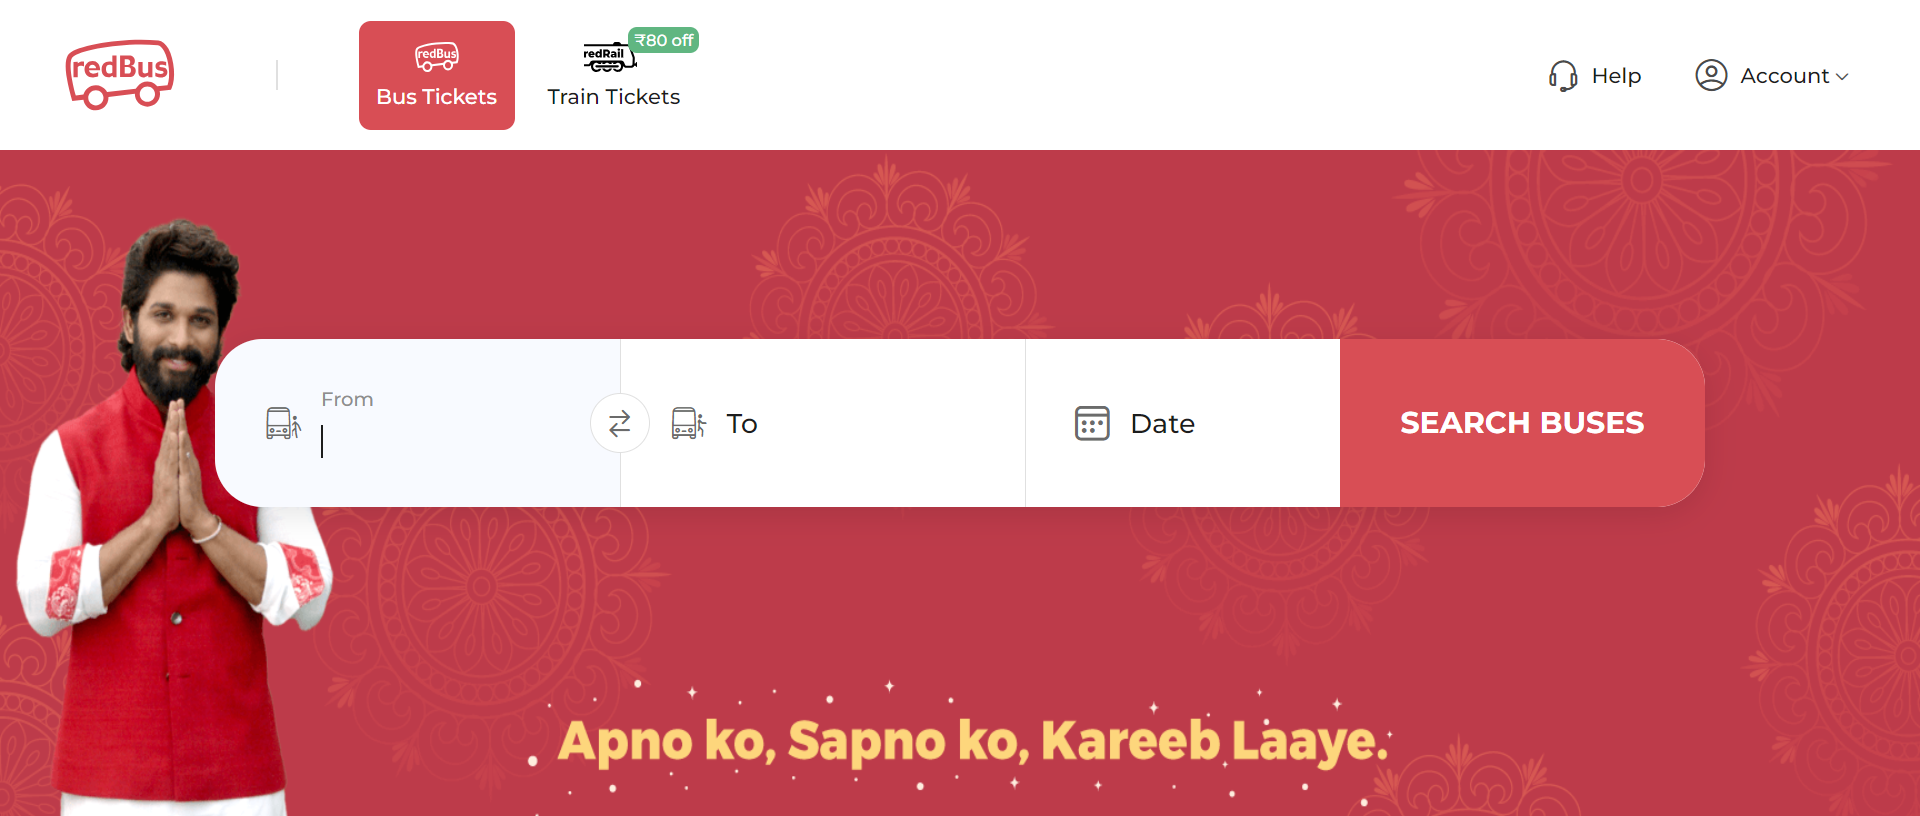 redBus
redBus
Bus Tickets
redRail
₹80 off
Train Tickets
Help
Account
From
To
Date
SEARCH BUSES
Apno ko, Sapno ko, Kareeb Laaye.